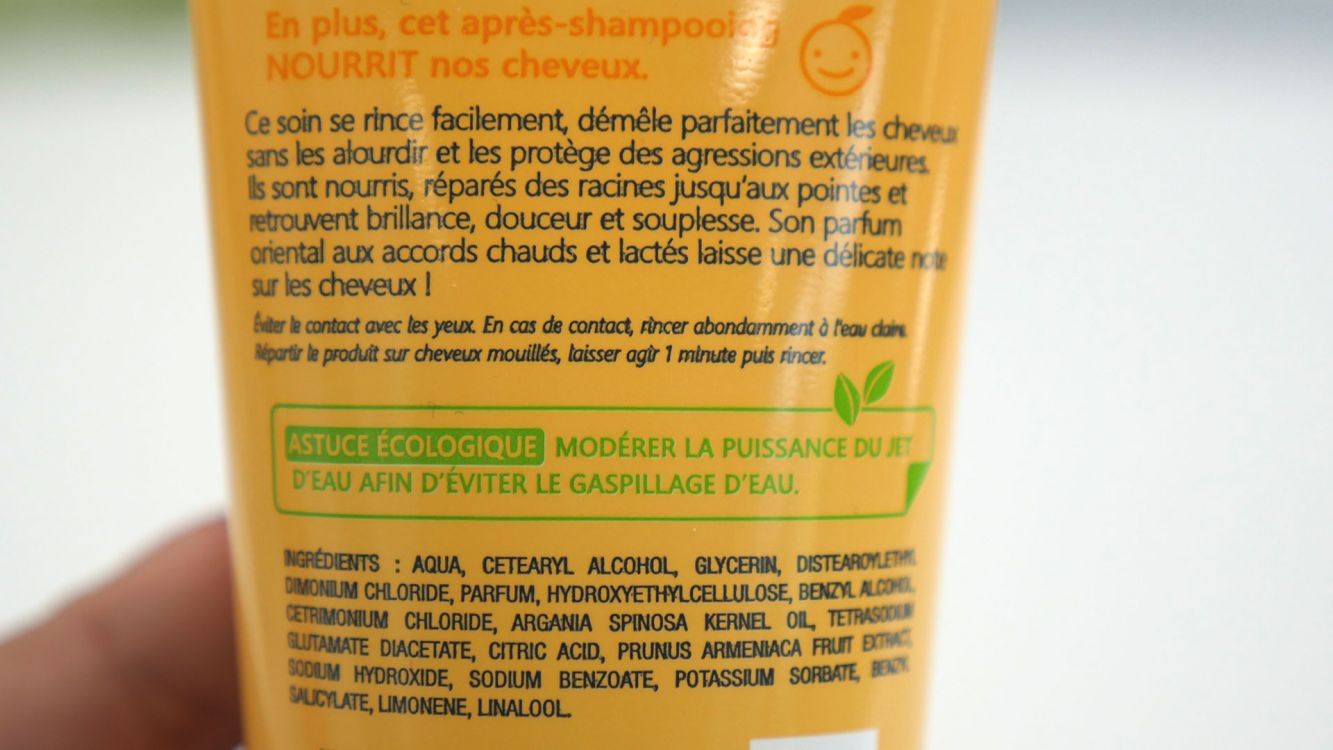 En plus, cet après-shampooing
NOURRIT nos cheveux.
Ce soin se rince facilement, démêle parfaitement les cheveux
sans les alourdir et les protège des agressions extérieures.
Ils sont nourris, réparés des racines jusqu'aux pointes et
retrouvent brillance, douceur et souplesse. Son parfum
oriental aux accords chauds et lactés laisse une délicate note
sur les cheveux !
Éviter le contact avec les yeux. En cas de contact, rincer abondamment à l'eau claire.
Répartir le produit sur cheveux mouillés, laisser agir 1 minute puis rincer.
ASTUCE ÉCOLOGIQUE MODÉRER LA PUISSANCE DU JET
D'EAU AFIN D'ÉVITER LE GASPILLAGE D'EAU.
INGRÉDIENTS : AQUA, CETEARYL ALCOHOL, GLYCERIN, DISTEAROYLETHYL
DIMONIUM CHLORIDE, PARFUM, HYDROXYETHYLCELLULOSE, BENZYL ALCOHOL,
CETRIMONIUM CHLORIDE, ARGANIA SPINOSA KERNEL OIL, TETRASODIUM
GLUTAMATE DIACETATE, CITRIC ACID, PRUNUS ARMENIACA FRUIT EXTRACT,
SODIUM HYDROXIDE, SODIUM BENZOATE, POTASSIUM SORBATE, BENZYL
SALICYLATE, LIMONENE, LINALOOL.